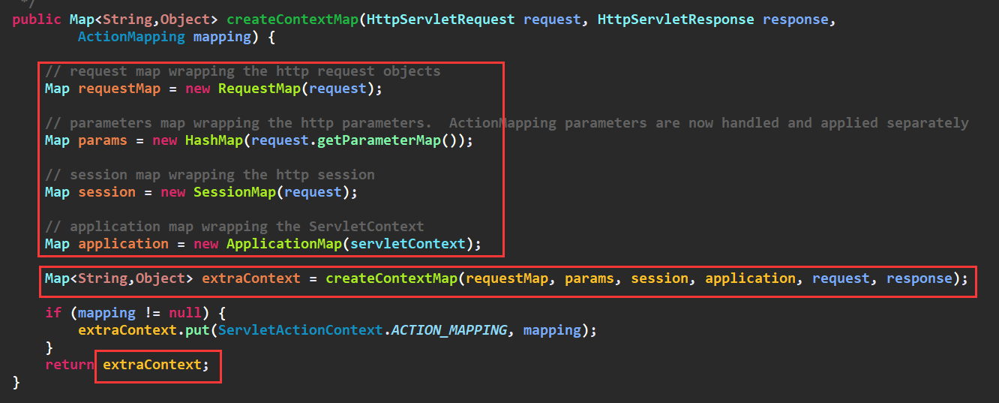 */
public Map<String,Object> createContextMap(HttpServletRequest request, HttpServletResponse response,
ActionMapping mapping) {
// request map wrapping the http request objects
Map requestMap = new RequestMap(request);
// parameters map wrapping the http parameters.  ActionMapping parameters are now handled and applied separately
Map params = new HashMap(request.getParameterMap());
// session map wrapping the http session
Map session = new SessionMap(request);
// application map wrapping the ServletContext
Map application = new ApplicationMap(servletContext);
Map<String,Object> extraContext = createContextMap(requestMap, params, session, application, request, response);
if (mapping != null) {
extraContext.put(ServletActionContext.ACTION_MAPPING, mapping);
}
return extraContext;
}